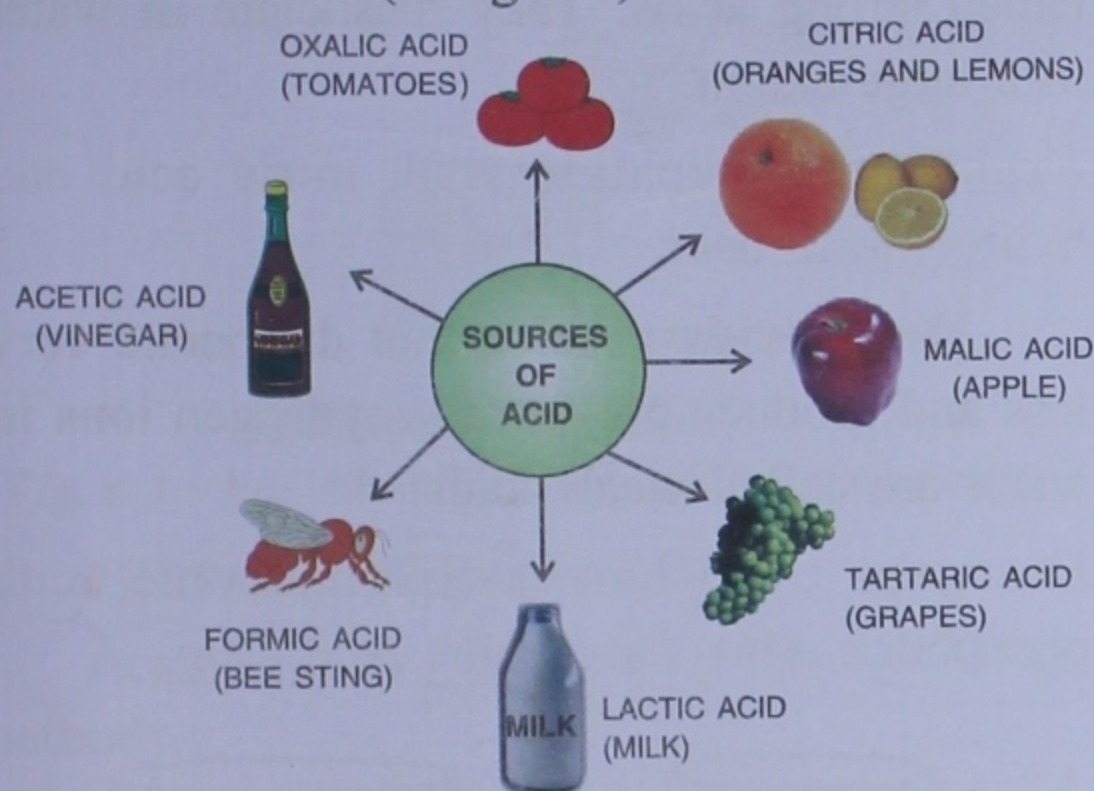 OXALIC ACID
(TOMATOES)
CITRIC ACID
(ORANGES AND LEMONS)
ACETIC ACID
(VINEGAR)
SOURCES
OF
ACID
MALIC ACID
(APPLE)
TARTARIC ACID
(GRAPES)
FORMIC ACID
(BEE STING)
MILK
LACTIC ACID
(MILK)